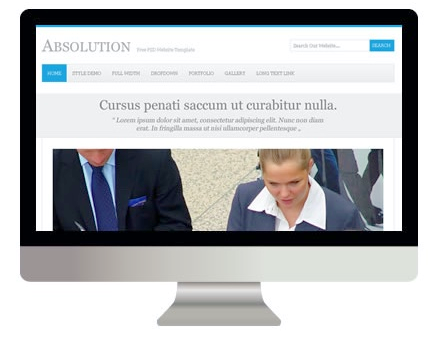 ABSOLUTION Free PSD Website Template
Search Our Website... SEARCH
HOME STYLE DEMO FULL WIDTH DROPDOWN PORTFOLIO GALLERY LONG TEXT LINE
Cursus penati saccum ut curabitur nulla.
" Lorem ipsum dolor sit amet, consectetur adipiscing elit. Nunc non diam
erat. In fringilla massa ut nisi ullamcorper pellentesque „